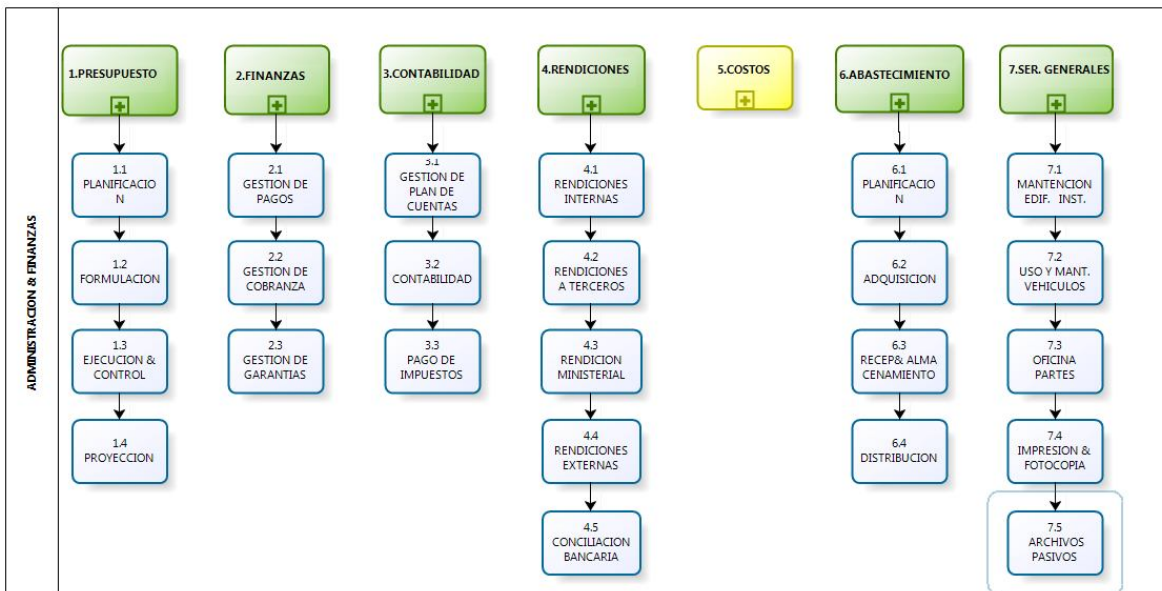 ADMINISTRACION & FINANZAS
1.PRESUPUESTO
1.1
PLANIFICACIO
N
1.2
FORMULACION
1.3
EJECUCION &
CONTROL
1.4
PROYECCION
2.FINANZAS
2.1
GESTION DE
PAGOS
2.2
GESTION DE
COBRANZA
2.3
GESTION DE
GARANTIAS
3.CONTABILIDAD
3.1
GESTION DE
PLAN DE
CUENTAS
3.2
CONTABILIDAD
3.3
PAGO DE
IMPUESTOS
4.RENDICIONES
4.1
RENDICIONES
INTERNAS
4.2
RENDICIONES
A TERCEROS
4.3
RENDICION
MINISTERIAL
4.4
RENDICIONES
EXTERNAS
4.5
CONCILIACION
BANCARIA
5.COSTOS
6.ABASTECIMIENTO
6.1
PLANIFICACIO
N
6.2
ADQUISICION
6.3
RECEP& ALMA
CENAMIENTO
6.4
DISTRIBUCION
7.SER. GENERALES
7.1
MANTENCION
EDIF. INST.
7.2
USO Y MANT.
VEHICULOS
7.3
OFICINA
PARTES
7.4
IMPRESION &
FOTOCOPIA
7.5
ARCHIVOS
PASIVOS